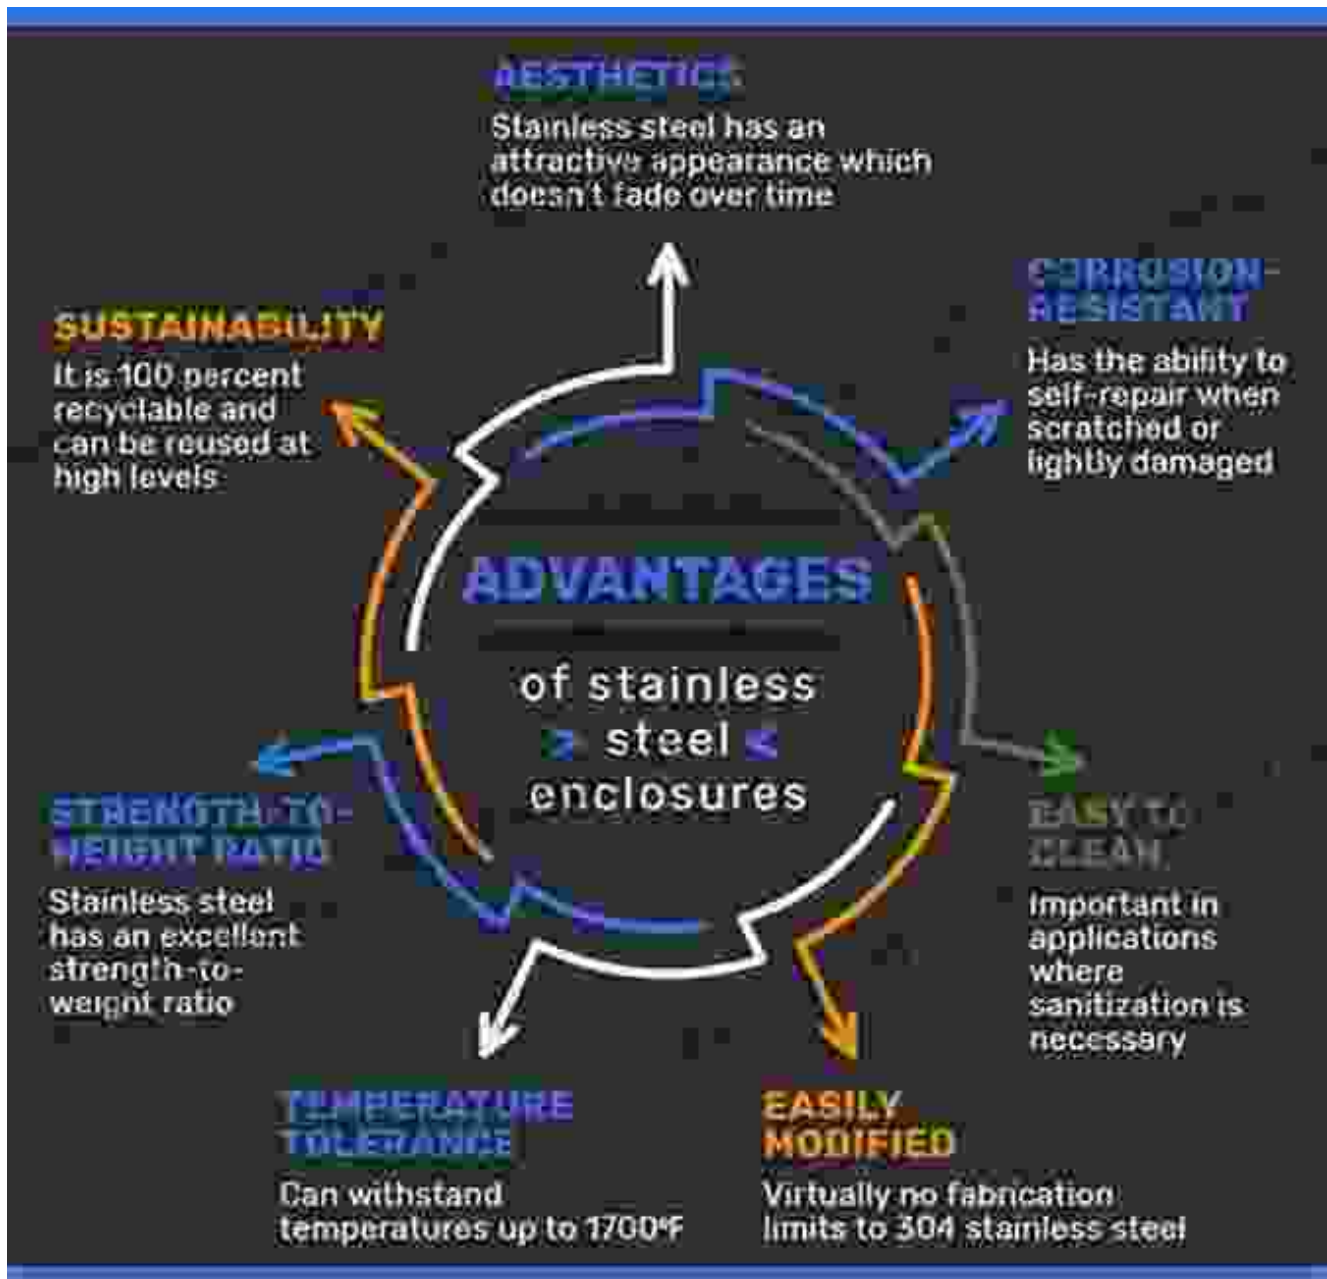 AESTHETICS
Stainless steel has an
attractive appearance which
doesn't fade over time
CORROSION-
RESISTANT
Has the ability to
self-repair when
scratched or
lightly damaged
SUSTAINABILITY
It is 100 percent
recyclable and
can be reused at
high levels
ADVANTAGES
of stainless
> steel <
enclosures
STRENGTH-TO-
WEIGHT RATIO
Stainless steel
has an excellent
strength-to-
weight ratio
EASY TO
CLEAN
Important in
applications
where
sanitization is
necessary
TEMPERATURE
TOLERANCE
Can withstand
temperatures up to 1700°F
EASILY
MODIFIED
Virtually no fabrication
limits to 304 stainless steel